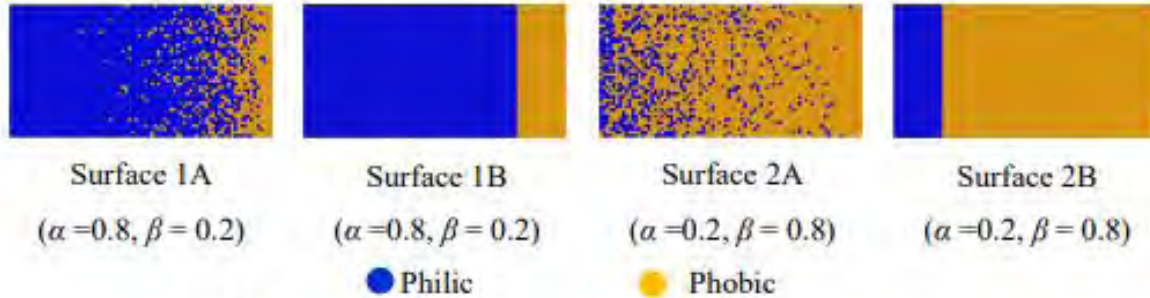 Surface 1A Surface 1B Surface 2A Surface 2B
(α =0.8, β = 0.2) (α =0.8, β = 0.2) (α =0.2, β = 0.8) (α =0.2, β = 0.8)
Philic Phobic